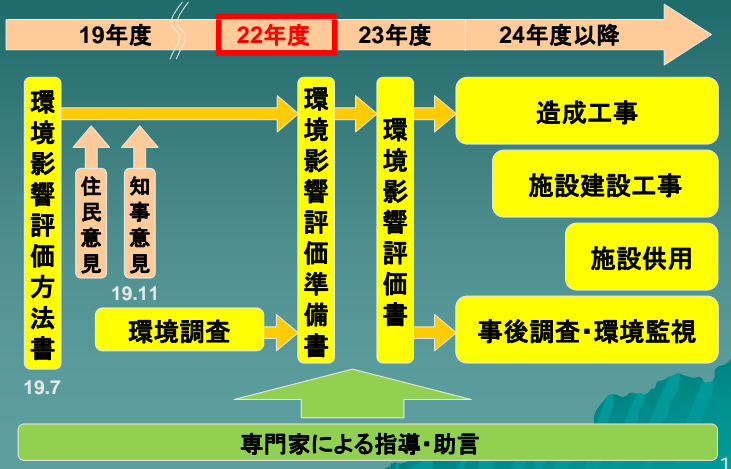 19年度
22年度
23年度
24年度以降
環境影響評価方法書
19.7
住民意見
知事意見
19.11
環境調査
環境影響評価準備書
環境影響評価書
造成工事
施設建設工事
施設供用
事後調査・環境監視
専門家による指導・助言
1